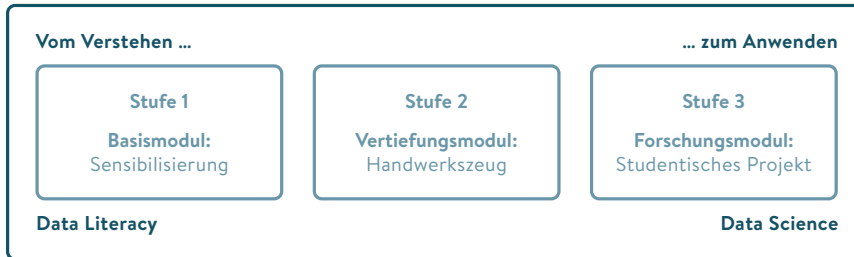 Vom Verstehen …
… zum Anwenden
Stufe 1
Basismodul:
Sensibilisierung
Stufe 2
Vertiefungsmodul:
Handwerkszeug
Stufe 3
Forschungsmodul:
Studentisches Projekt
Data Literacy
Data Science